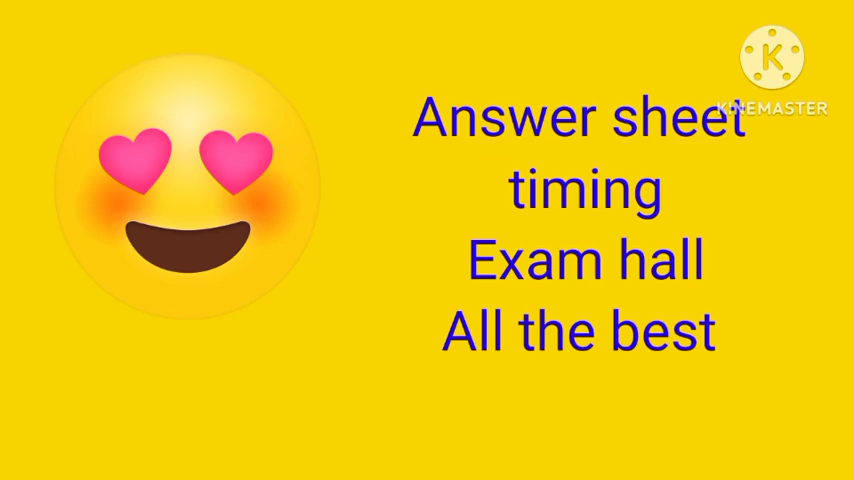 KINEMASTER
Answer sheet
timing
Exam hall
All the best